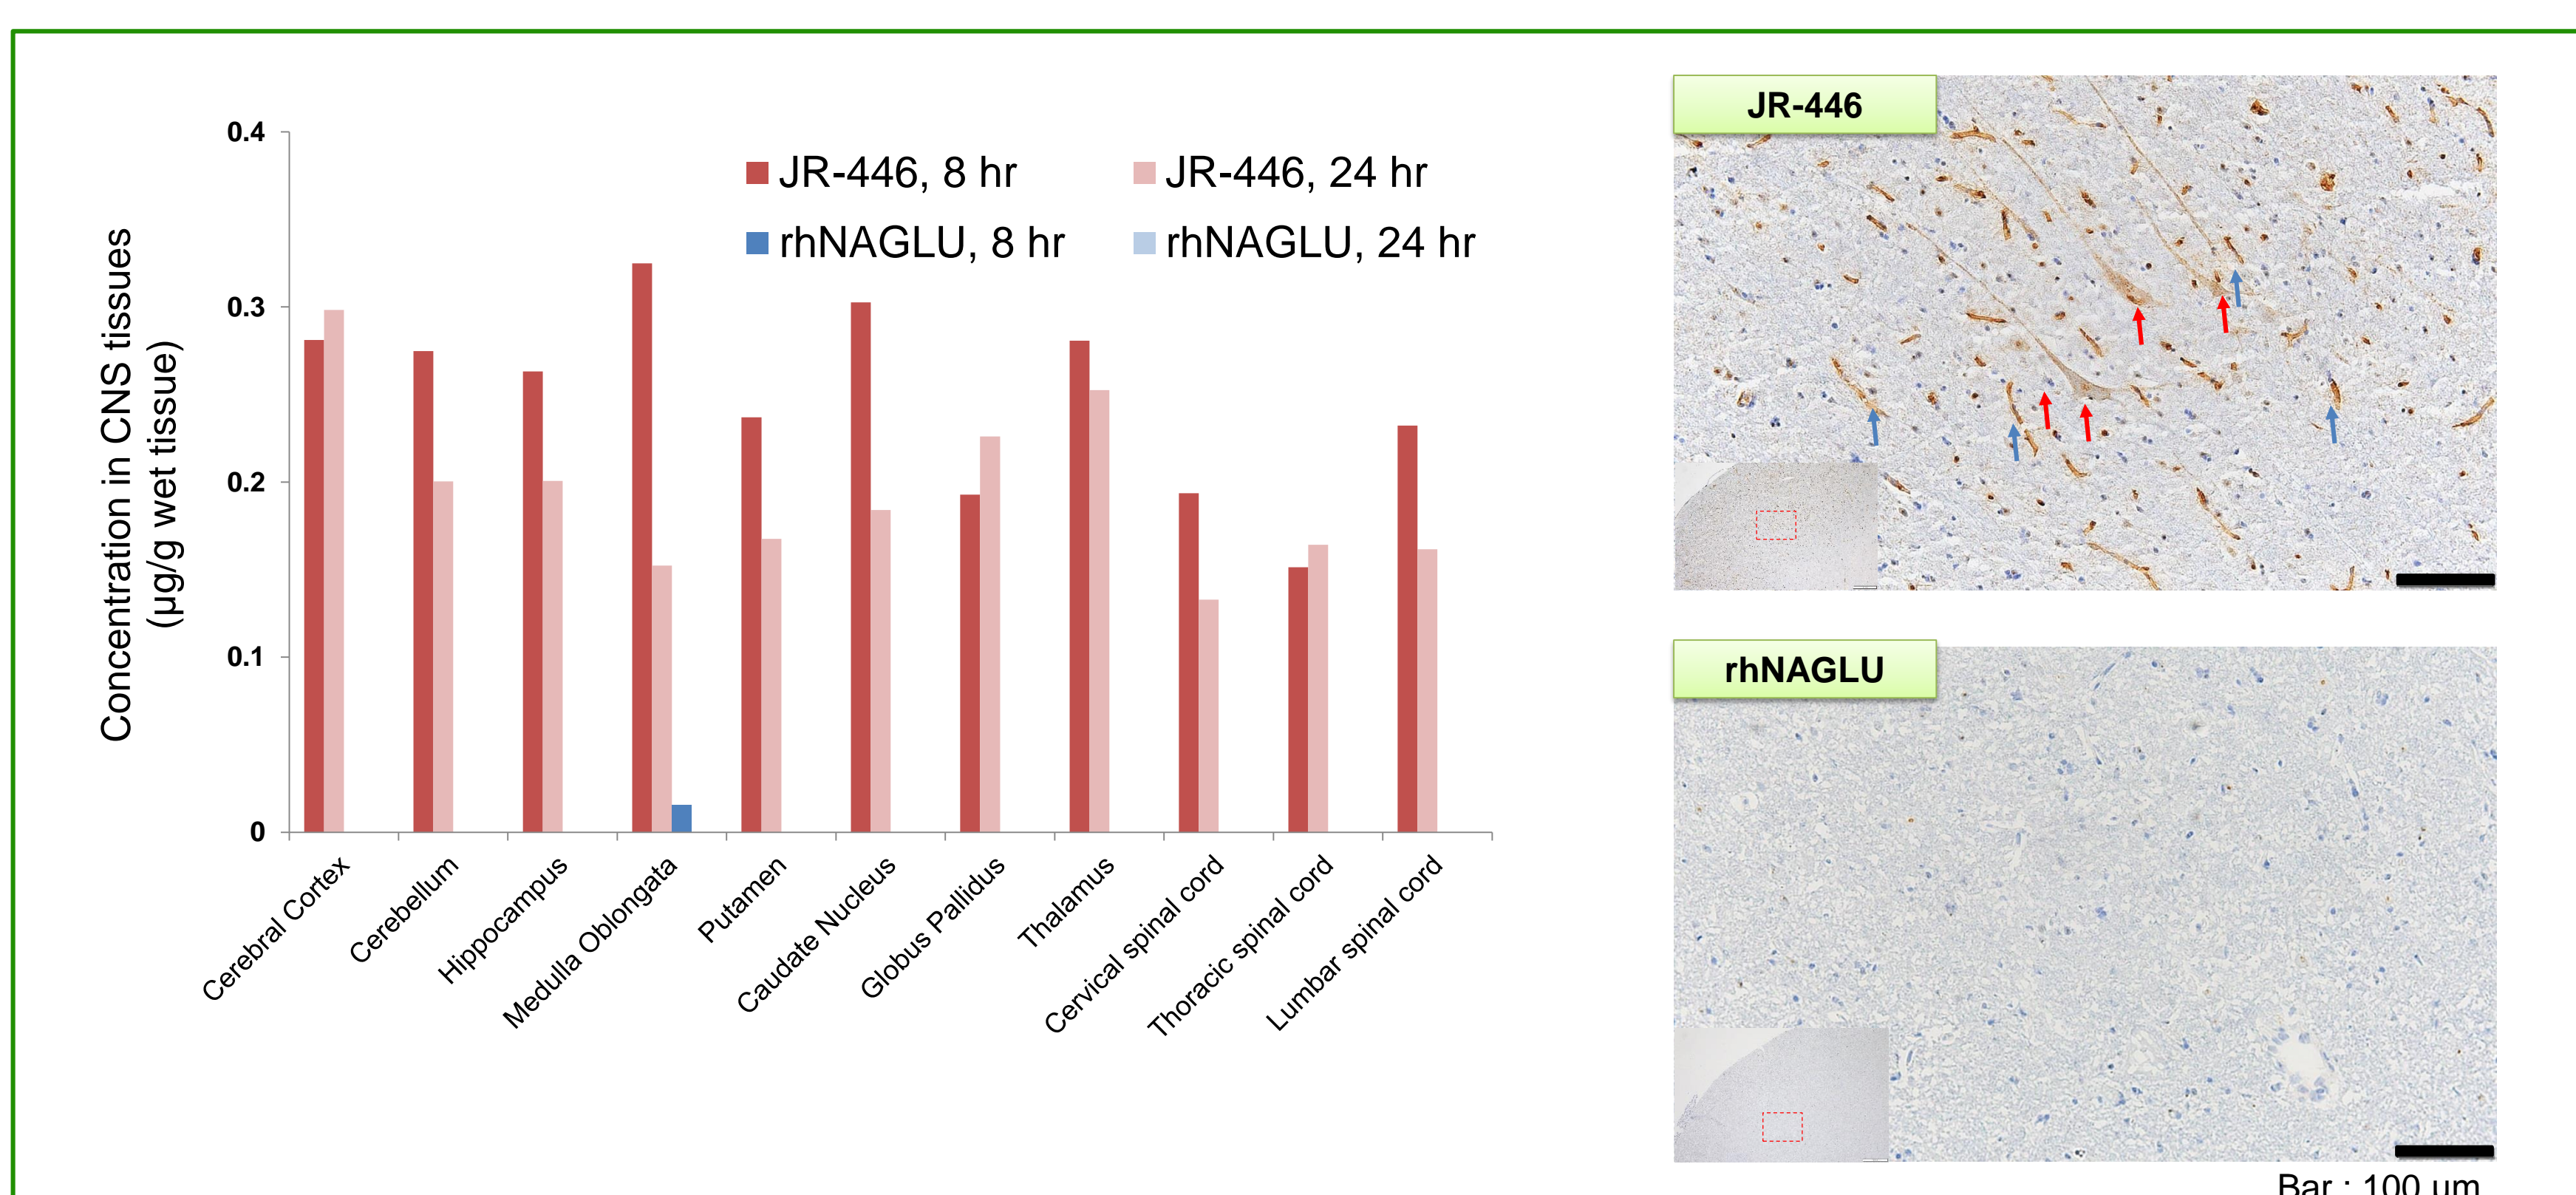 0.4
0.3
0.2
0.1
0
Concentration in CNS tissues
(µg/g wet tissue)
JR-446, 8 hr
JR-446, 24 hr
rhNAGLU, 8 hr
rhNAGLU, 24 hr
Cerebral Cortex
Cerebellum
Hippocampus
Medulla Oblongata
Putamen
Caudate Nucleus
Globus Pallidus
Thalamus
Cervical spinal cord
Thoracic spinal cord
Lumbar spinal cord
JR-446
rhNAGLU
Bar : 100 µm